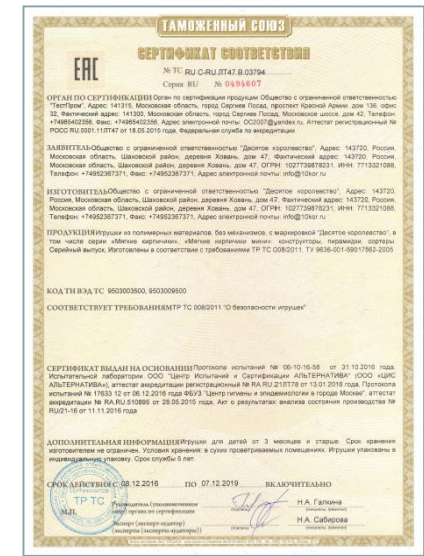 ТАМОЖЕННЫЙ СОЮЗ
СЕРТИФИКАТ СООТВЕТСТВИЯ
ЕАС
№ ТС RU C-RU.ЛТ47.В.03794
Серия RU № 0494607
ОРГАН ПО СЕРТИФИКАЦИИ Орган по сертификации продукции Общество с ограниченной ответственностью
"ТестПром". Адрес: 141315, Московская область, город Сергиев Посад, проспект Красной Армии, дом 136, офис
32, Фактический адрес: 141300, Московская область, город Сергиев Посад, Московское шоссе, дом 42. Телефон:
+74965402356, Факс: +74965402356, Адрес электронной почты: ОС2007@yandex.ru. Аттестат регистрационный №
РОСС RU.0001.11ЛТ47 от 18.05.2016 года, Федеральная служба по аккредитации.
ЗАЯВИТЕЛЬ Общество с ограниченной ответственностью "Десятое королевство", Адрес: 143720, Россия,
Московская область, Шаховской район, деревня Ховань, дом 47, Фактический адрес: 143720, Россия,
Московская область, Шаховской район, деревня Ховань, дом 47, ОГРН: 1027739878231, ИНН: 7713321088,
Телефон: +74952367371, Факс: +74952367371, Адрес электронной почты: info@10kor.ru
ИЗГОТОВИТЕЛЬ Общество с ограниченной ответственностью "Десятое королевство", Адрес: 143720,
Россия, Московская область, Шаховской район, деревня Ховань, дом 47, Фактический адрес: 143720, Россия,
Московская область, Шаховской район, деревня Ховань, дом 47, ОГРН: 1027739878231, ИНН: 7713321088,
Телефон: +74952367371, Факс: +74952367371, Адрес электронной почты: info@10kor.ru
ПРОДУКЦИЯ Игрушки из полимерных материалов, без механизмов, с маркировкой "Десятое королевство", в
том числе серии «Мягкие кирпичики», «Мягкие кирпичики мини»: конструкторы, пирамидки, сортеры.
Серийный выпуск, Изготовлены в соответствии с требованиями ТР ТС 008/2011. ТУ 9636-001-59017562-2005
КОД ТН ВЭД ТС 9503003500, 9503009500
СООТВЕТСТВУЕТ ТРЕБОВАНИЯМ ТР ТС 008/2011 "О безопасности игрушек"
СЕРТИФИКАТ ВЫДАН НА ОСНОВАНИИ Протокола испытаний № 06-10-16-58 от 31.10.2016 года,
Испытательной лаборатории ООО "Центр Испытаний и Сертификации АЛЬТЕРНАТИВА" (ООО «ЦИС
АЛЬТЕРНАТИВА»), аттестат аккредитации регистрационный № RA.RU.21ЛТ78 от 13.01.2016 года, Протокола
испытаний № 17633 12 от 06.12.2016 года ФБУЗ "Центр гигиены и эпидемиологии в городе Москве", аттестат
№ RA.RU.510895 от 28.05.2015 года. Акт о результатах анализа состояния производства №
RU/21-16 от 11.11.2016 года
ДОПОЛНИТЕЛЬНАЯ ИНФОРМАЦИЯ Игрушки для детей от 3 месяцев и старше. Срок хранения
изготовителем не ограничен. Условия хранения: в сухих проветриваемых помещениях. Игрушки упакованы в
индивидуальную упаковку. Срок службы 5 лет.
СРОК ДЕЙСТВИЯ С 08.12.2016 ПО 07.12.2019 ВКЛЮЧИТЕЛЬНО
ТР ТС
М.П.
Руководитель (уполномоченное
лицо) органа по сертификации
Н.А. Галкина
Эксперт (эксперт-аудитор)
(эксперты (эксперты-аудиторы))
Н.А. Сабирова